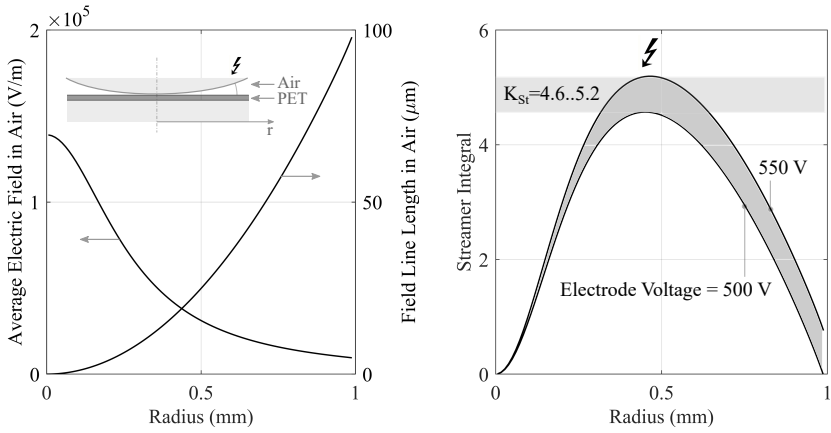 ×10⁵
2
1
0
Average Electric Field in Air (V/m)
Air
PET
r
100
50
0
Field Line Length in Air (μm)
0
0.5
1
Radius (mm)
6
4
2
0
Streamer Integral
K_St=4.6..5.2
550 V
Electrode Voltage = 500 V
0
0.5
1
Radius (mm)